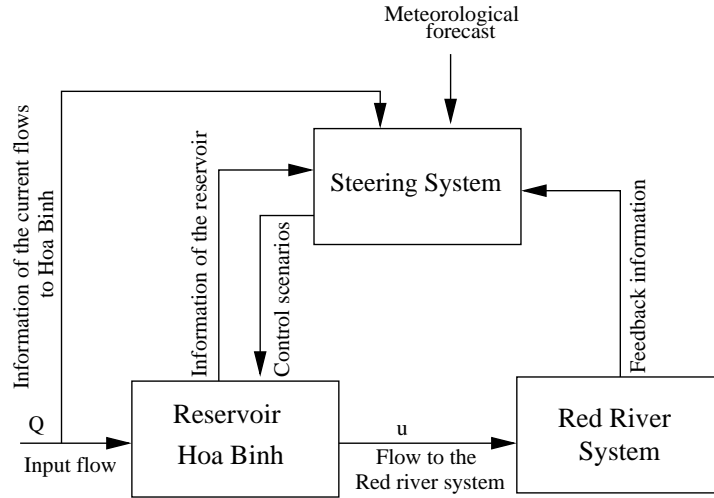 Meteorological
forecast
Steering System
Information of the current flows
to Hoa Binh
Information of the reservoir
Control scenarios
Feedback information
Q
Input flow
Reservoir
Hoa Binh
u
Flow to the
Red river system
Red River
System